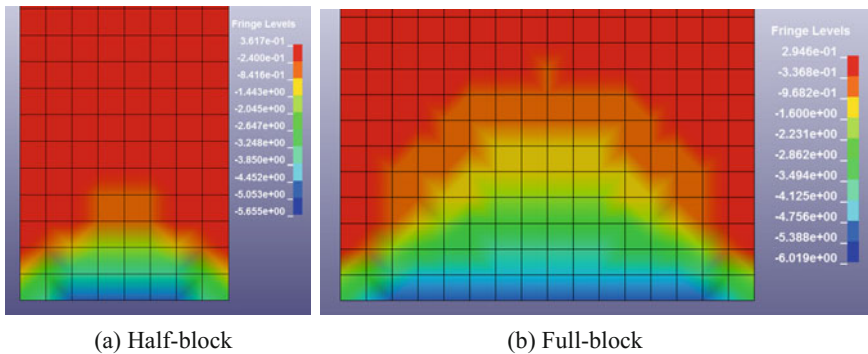 Fringe Levels
3.617e-01
-2.400e-01
-8.416e-01
-1.443e+00
-2.045e+00
-2.647e+00
-3.248e+00
-3.850e+00
-4.452e+00
-5.053e+00
-5.655e+00
Fringe Levels
2.946e-01
-3.368e-01
-9.682e-01
-1.600e+00
-2.231e+00
-2.862e+00
-3.494e+00
-4.125e+00
-4.756e+00
-5.388e+00
-6.019e+00
(a) Half-block
(b) Full-block